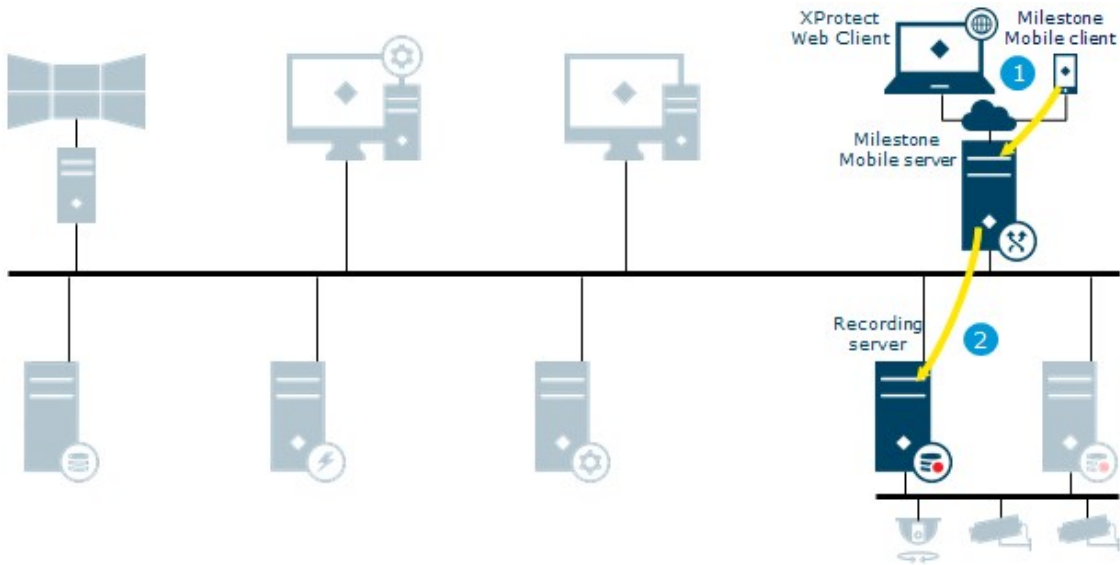 XProtect
Web Client
Milestone
Mobile client
1
Milestone
Mobile server
Recording
server
2